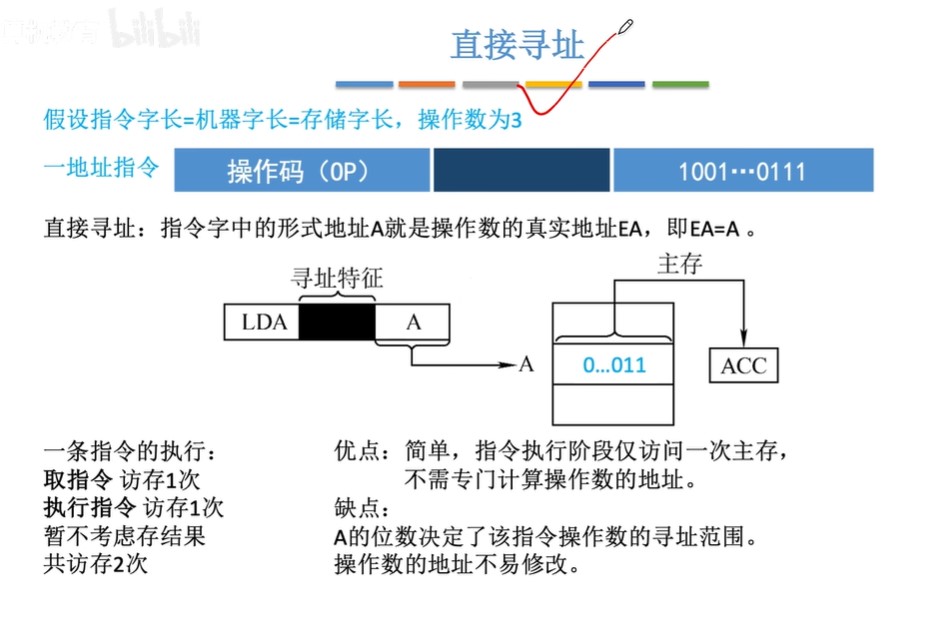 bilibili
直接寻址
假设指令字长=机器字长=存储字长，操作数为3
一地址指令 操作码（OP） 1001…0111
直接寻址：指令字中的形式地址A就是操作数的真实地址EA，即EA=A 。
主存
寻址特征
LDA A
A 0…011 ACC
一条指令的执行：
取指令 访存1次
执行指令 访存1次
暂不考虑存结果
共访存2次
优点：简单，指令执行阶段仅访问一次主存，
不需专门计算操作数的地址。
缺点：
A的位数决定了该指令操作数的寻址范围。
操作数的地址不易修改。